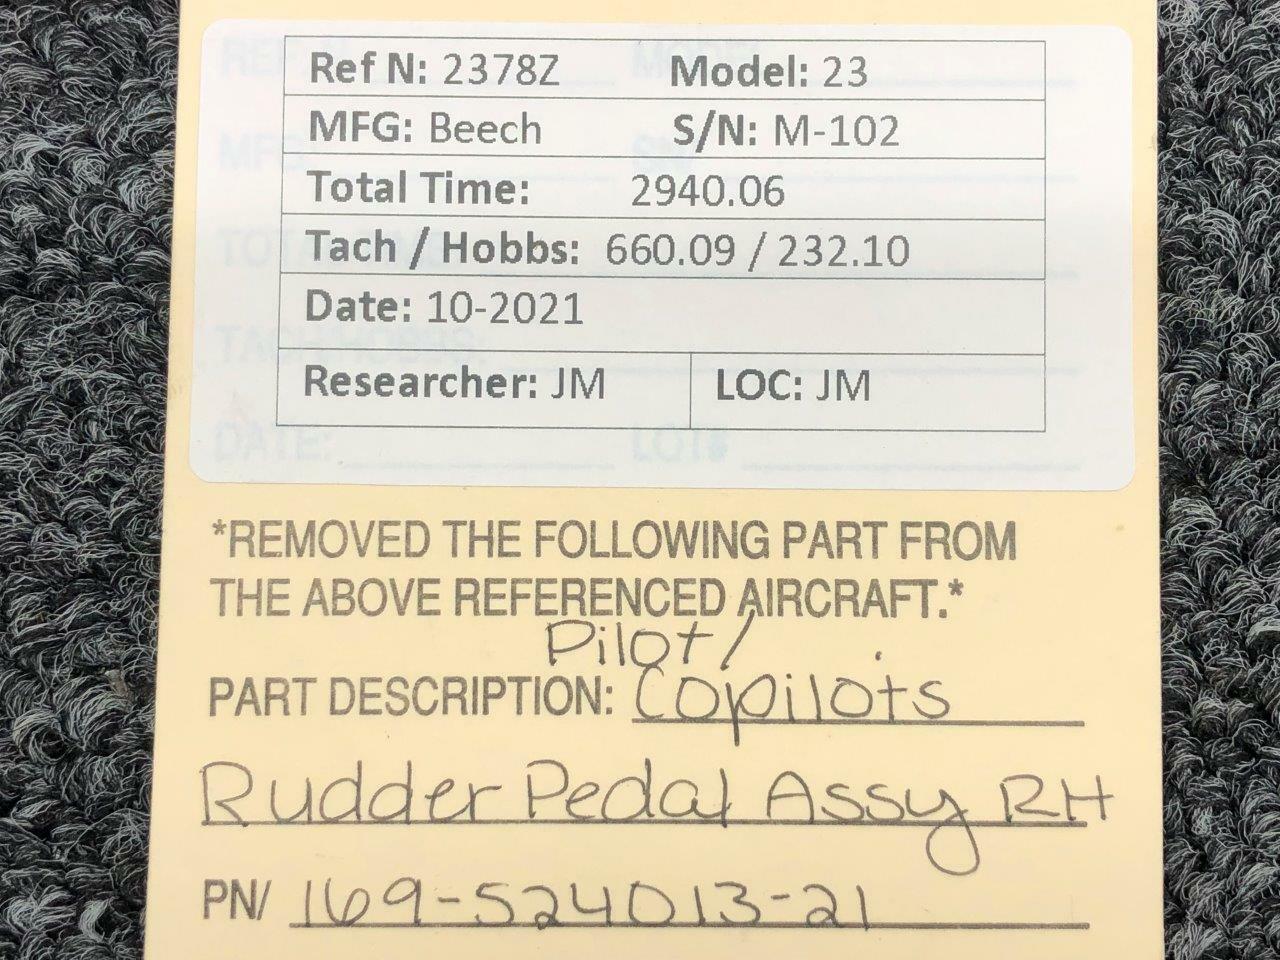 Ref N: 2378Z Model: 23
MFG: Beech S/N: M-102
Total Time: 2940.06
Tach / Hobbs: 660.09 / 232.10
Date: 10-2021
Researcher: JM LOC: JM
*REMOVED THE FOLLOWING PART FROM
THE ABOVE REFERENCED AIRCRAFT.*
Pilot/
PART DESCRIPTION: Copilots
Rudder Pedal Assy RH
PN/ 169-524013-21